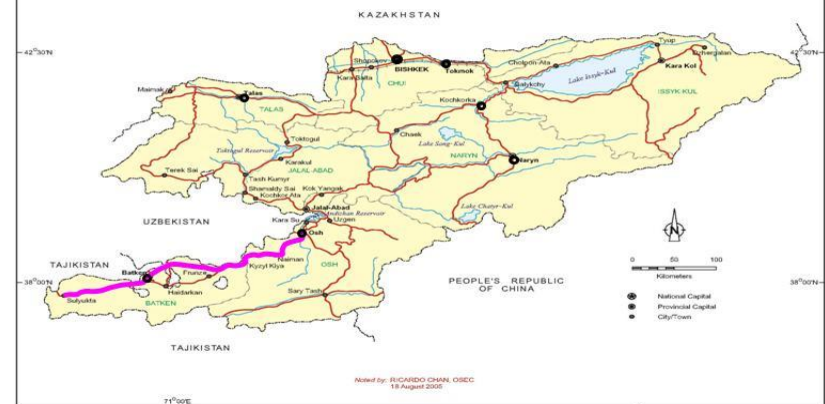 KAZAKHSTAN
42°30'N
42°30'N
Tyup
Dzhergalan
Shopokov
BISHKEK
Tokmok
Cholpon-Ata
Kara Kol
Kara Balta
CHUI
Lake Issyk-Kul
Balykchy
Maimak
Talas
Kochkorka
ISSYK KUL
TALAS
Chaek
Toktogul
Lake Song-Kul
Toktogul Reservoir
Karakul
NARYN
Naryn
Terek Sai
JALAL ABAD
Tash Kumyr
Shamaldy Sai
Kok Yangak
Kochkor Ata
Jalal-Abad
Andizhan Reservoir
Lake Chatyr-Kul
UZBEKISTAN
Kara Su
Uzgen
Osh
N
TAJIKISTAN
Naiman
OSH
0 50 100
Batken
Kyzyl Kiya
Kilometers
38°00'N
Frunze
PEOPLE'S REPUBLIC
OF CHINA
38°00'N
Haidarkan
Sary Tash
National Capital
Sulyukta
BATKEN
Provincial Capital
City/Town
TAJIKISTAN
Noted by, RICARDO CHAN, OSEC
18 August 2005
71°00'E